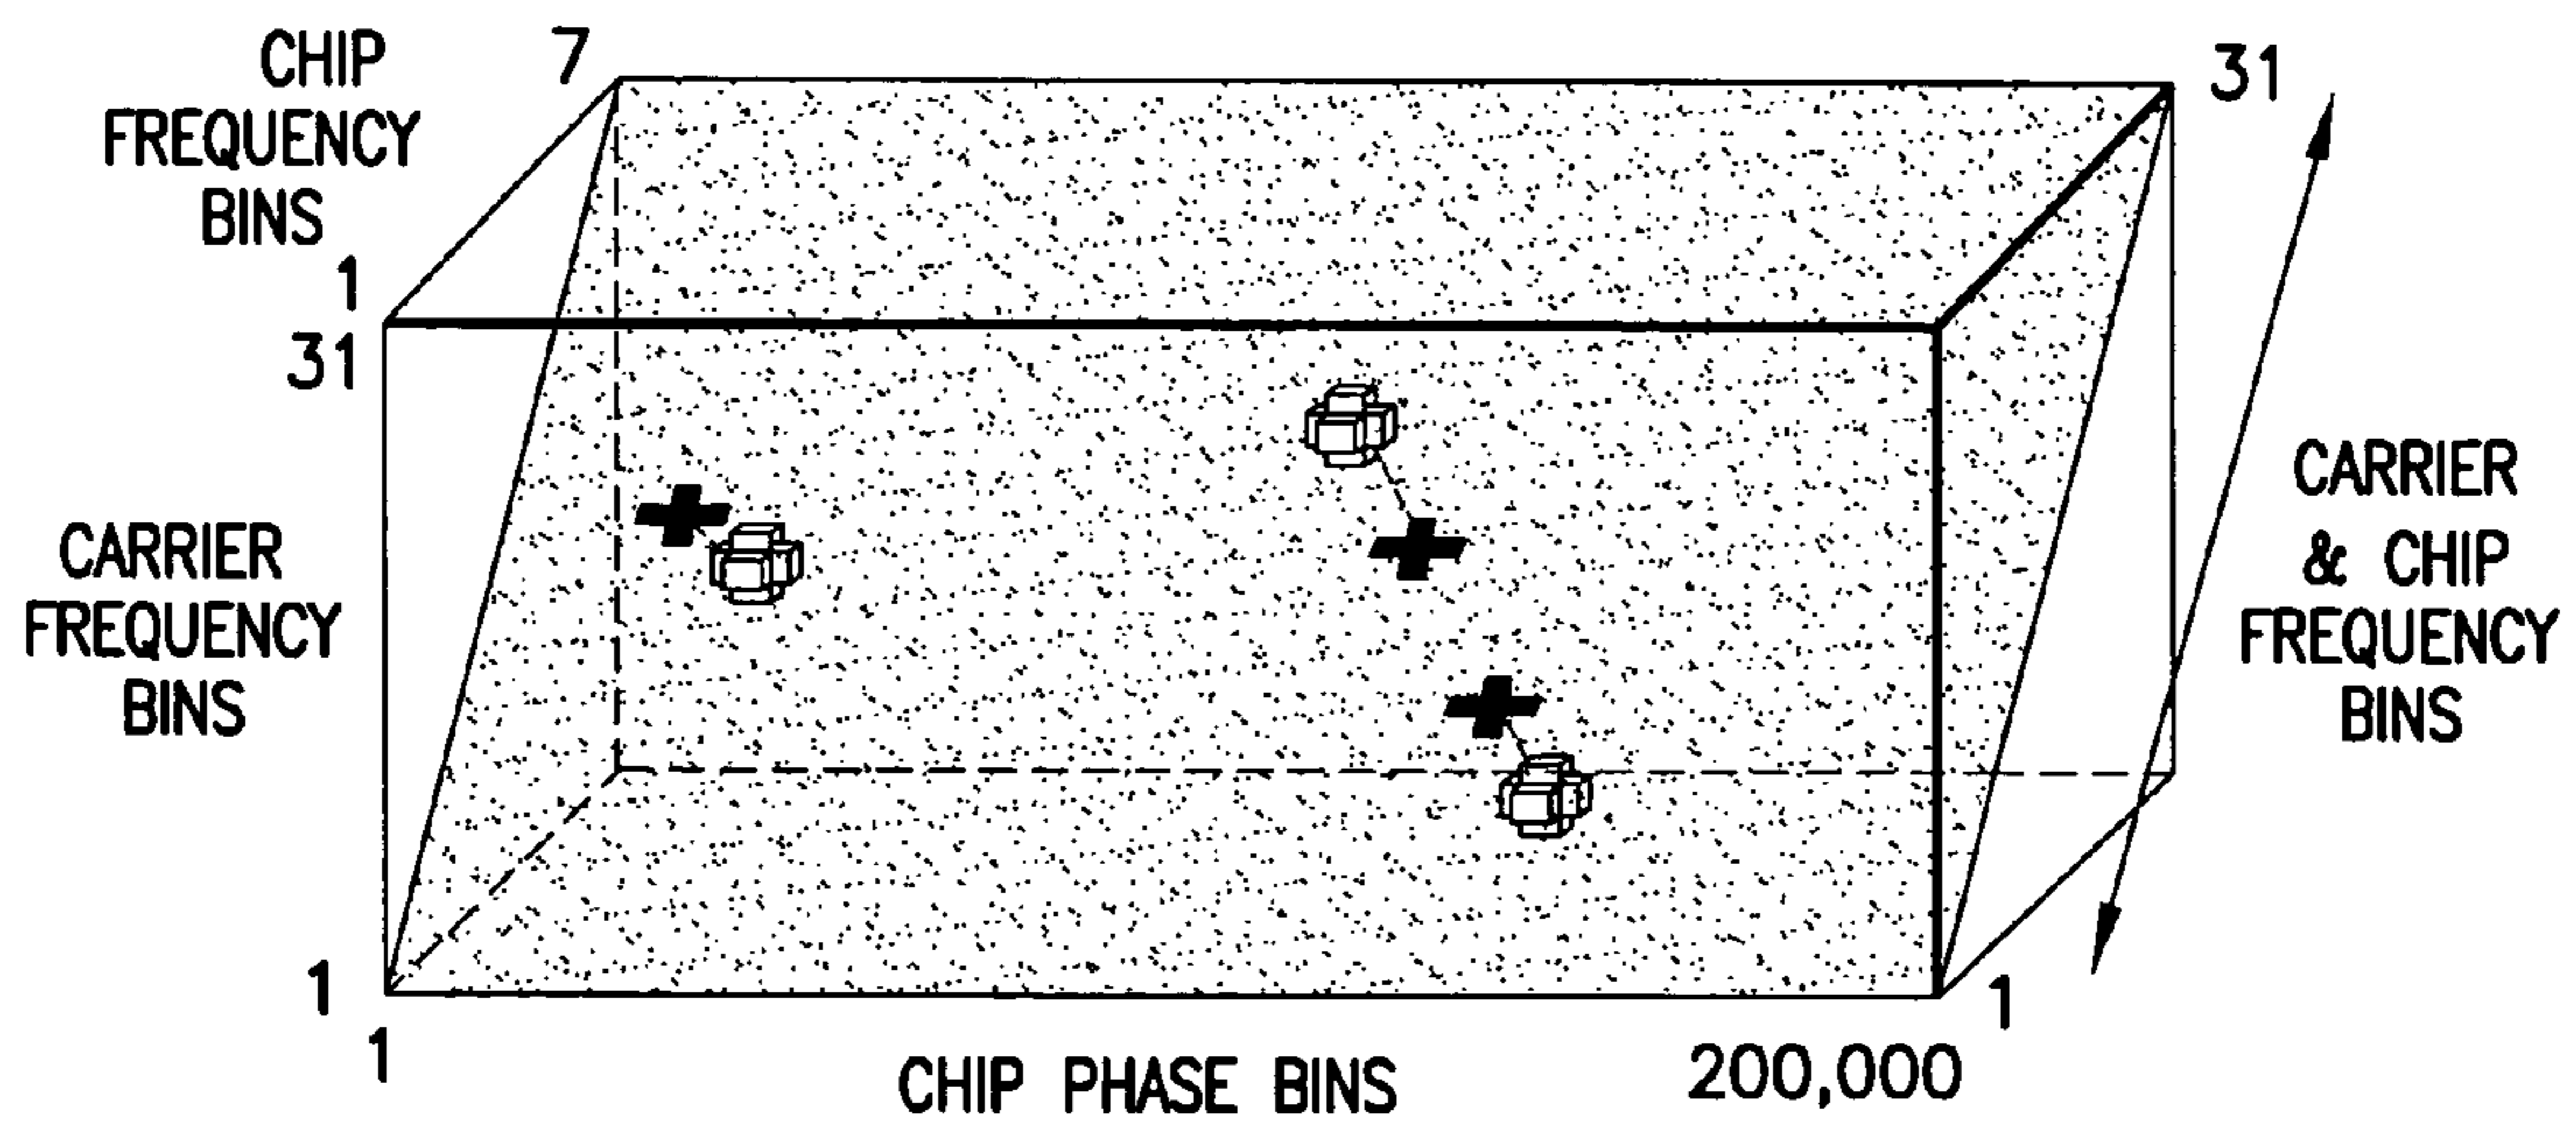 CHIP
FREQUENCY
BINS
7
31
1
31
CARRIER
FREQUENCY
BINS
CARRIER
& CHIP
FREQUENCY
BINS
1
1
1
CHIP PHASE BINS
200,000